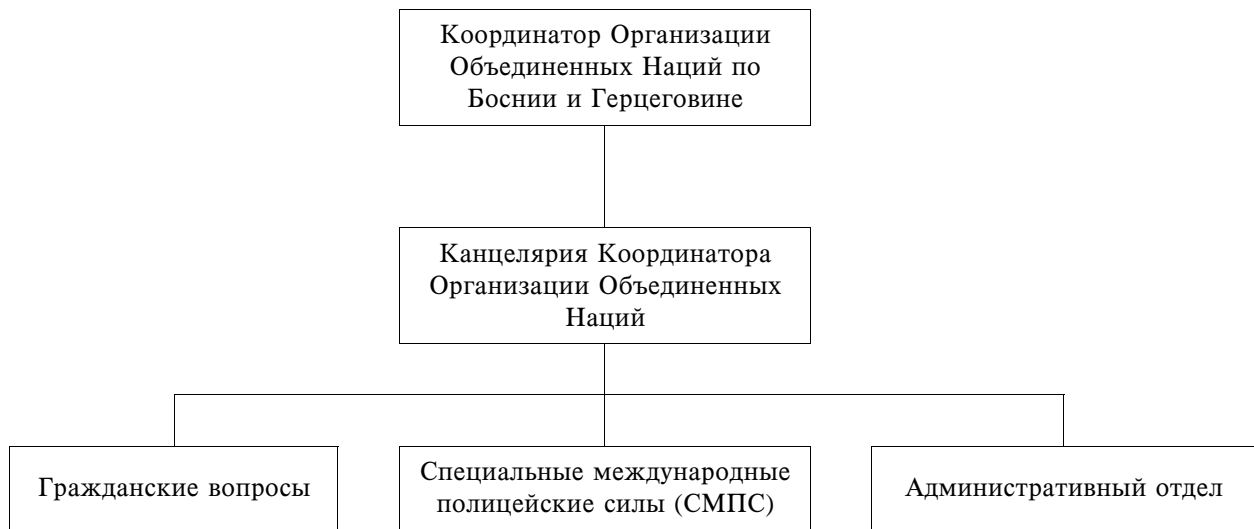 Координатор Организации
Объединенных Наций по
Боснии и Герцеговине
Канцелярия Координатора
Организации Объединенных
Наций
Гражданские вопросы
Специальные международные
полицейские силы (СМПС)
Административный отдел